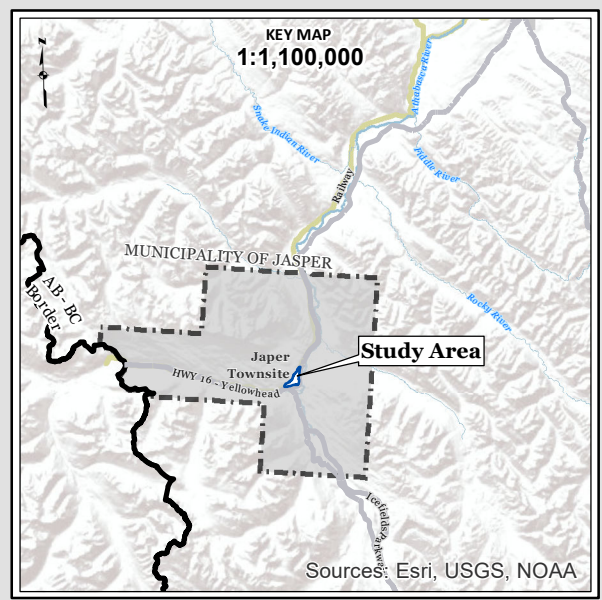 KEY MAP
1:1,100,000
N
Athabasca River
Snake Indian River
Fiddle River
Railway
MUNICIPALITY OF JASPER
AB - BC
Border
Rocky River
Japer
Townsite
Study Area
HWY 16 - Yellowhead
Icefields Parkway
Sources: Esri, USGS, NOAA